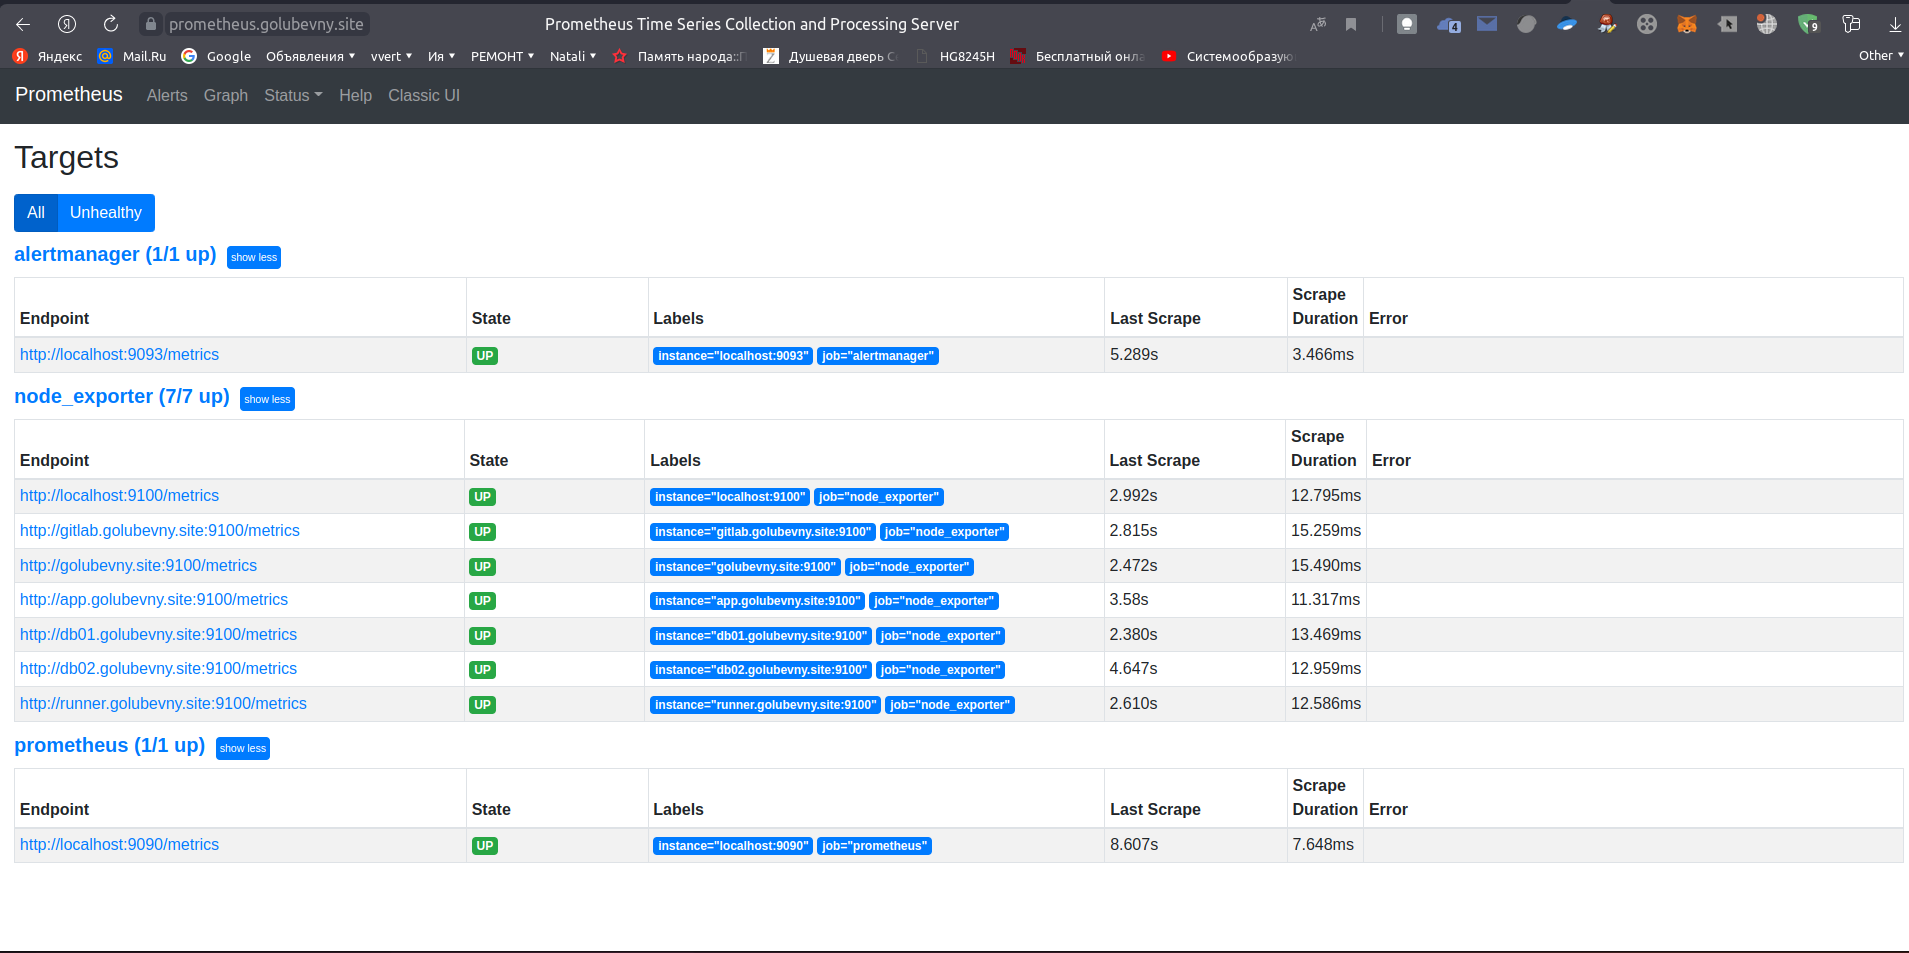 prometheus.golubevny.site Prometheus Time Series Collection and Processing Server 4 9
Яндекс Mail.Ru Google Объявления vvert Ия РЕМОНТ Natali Память народа:: Душевая дверь HG8245H Бесплатный Системообразую Other
Prometheus Alerts Graph Status Help Classic UI
Targets
All Unhealthy
alertmanager (1/1 up) show less
Endpoint State Labels Last Scrape Scrape Duration Error
http://localhost:9093/metrics UP instance="localhost:9093" job="alertmanager" 5.289s 3.466ms
node_exporter (7/7 up) show less
Endpoint State Labels Last Scrape Scrape Duration Error
http://localhost:9100/metrics UP instance="localhost:9100" job="node_exporter" 2.992s 12.795ms
http://gitlab.golubevny.site:9100/metrics UP instance="gitlab.golubevny.site:9100" job="node_exporter" 2.815s 15.259ms
http://golubevny.site:9100/metrics UP instance="golubevny.site:9100" job="node_exporter" 2.472s 15.490ms
http://app.golubevny.site:9100/metrics UP instance="app.golubevny.site:9100" job="node_exporter" 3.58s 11.317ms
http://db01.golubevny.site:9100/metrics UP instance="db01.golubevny.site:9100" job="node_exporter" 2.380s 13.469ms
http://db02.golubevny.site:9100/metrics UP instance="db02.golubevny.site:9100" job="node_exporter" 4.647s 12.959ms
http://runner.golubevny.site:9100/metrics UP instance="runner.golubevny.site:9100" job="node_exporter" 2.610s 12.586ms
prometheus (1/1 up) show less
Endpoint State Labels Last Scrape Scrape Duration Error
http://localhost:9090/metrics UP instance="localhost:9090" job="prometheus" 8.607s 7.648ms